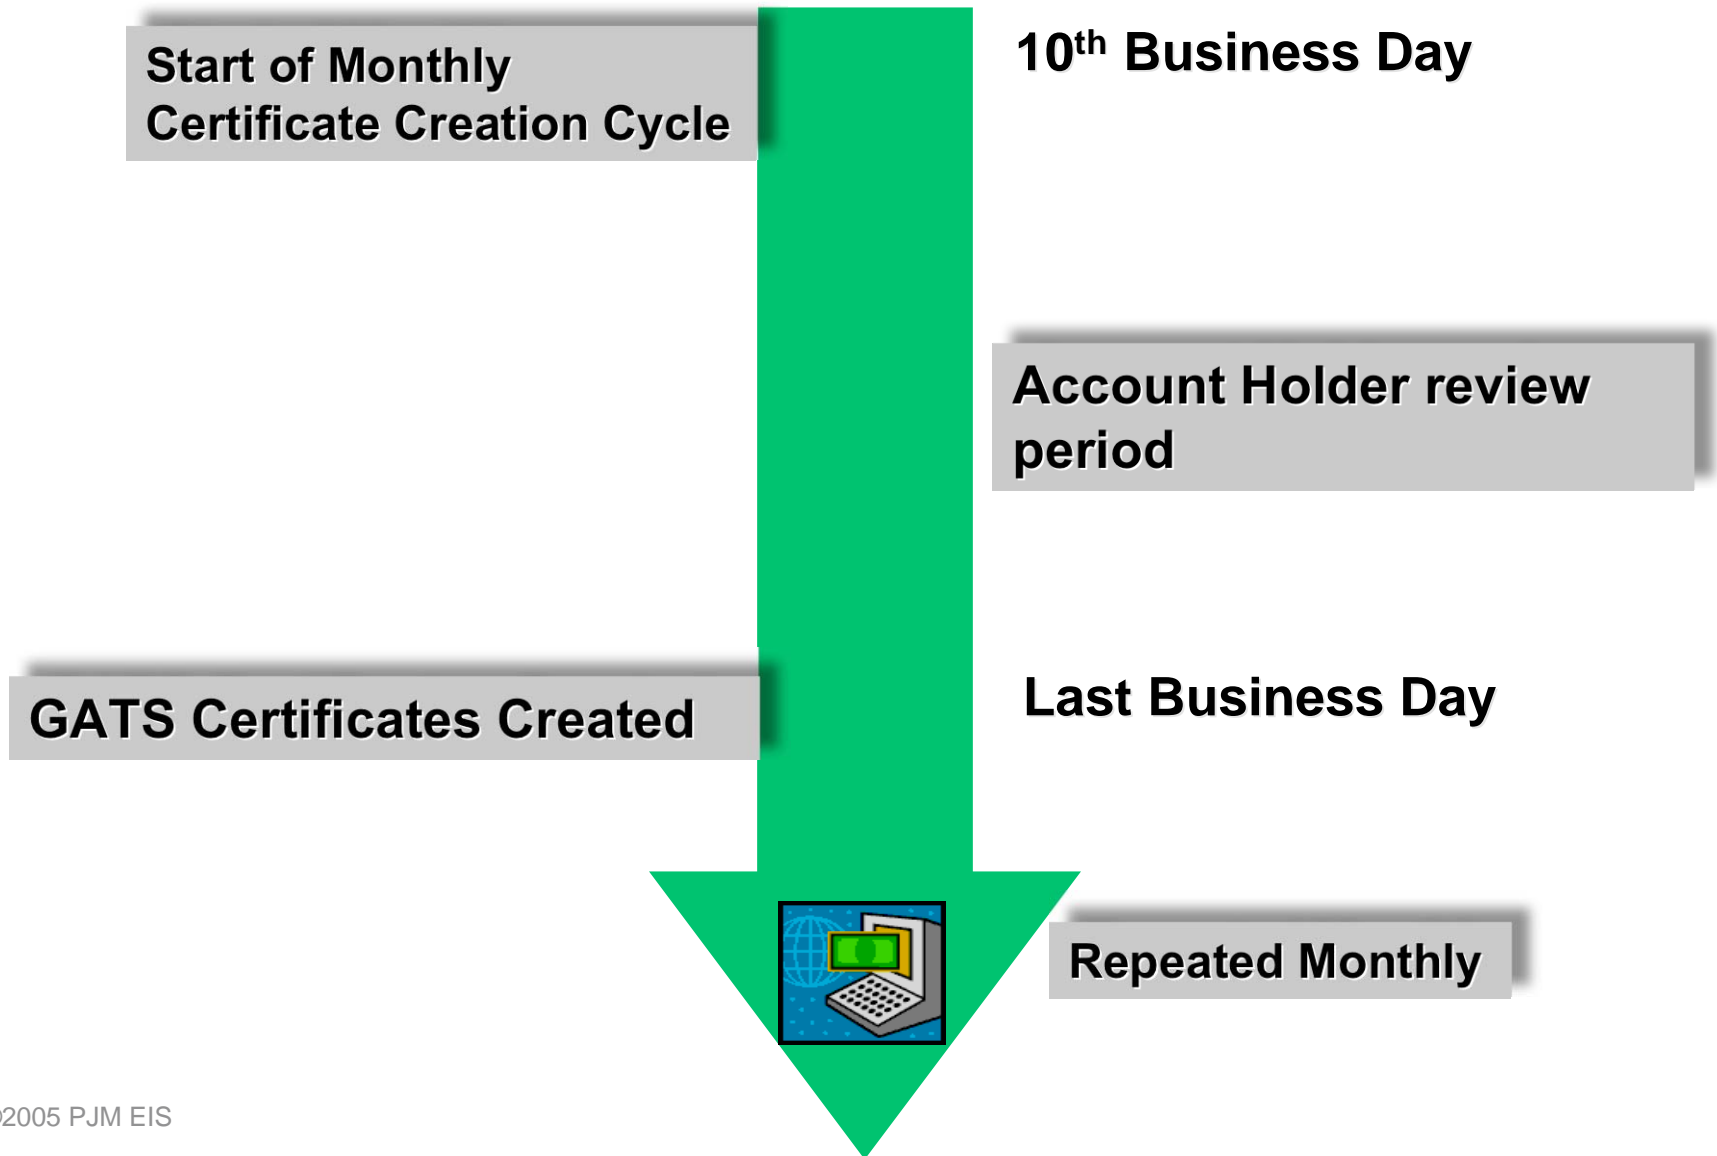 Start of Monthly
Certificate Creation Cycle
10th Business Day
Account Holder review
period
GATS Certificates Created
Last Business Day
Repeated Monthly
©2005 PJM EIS